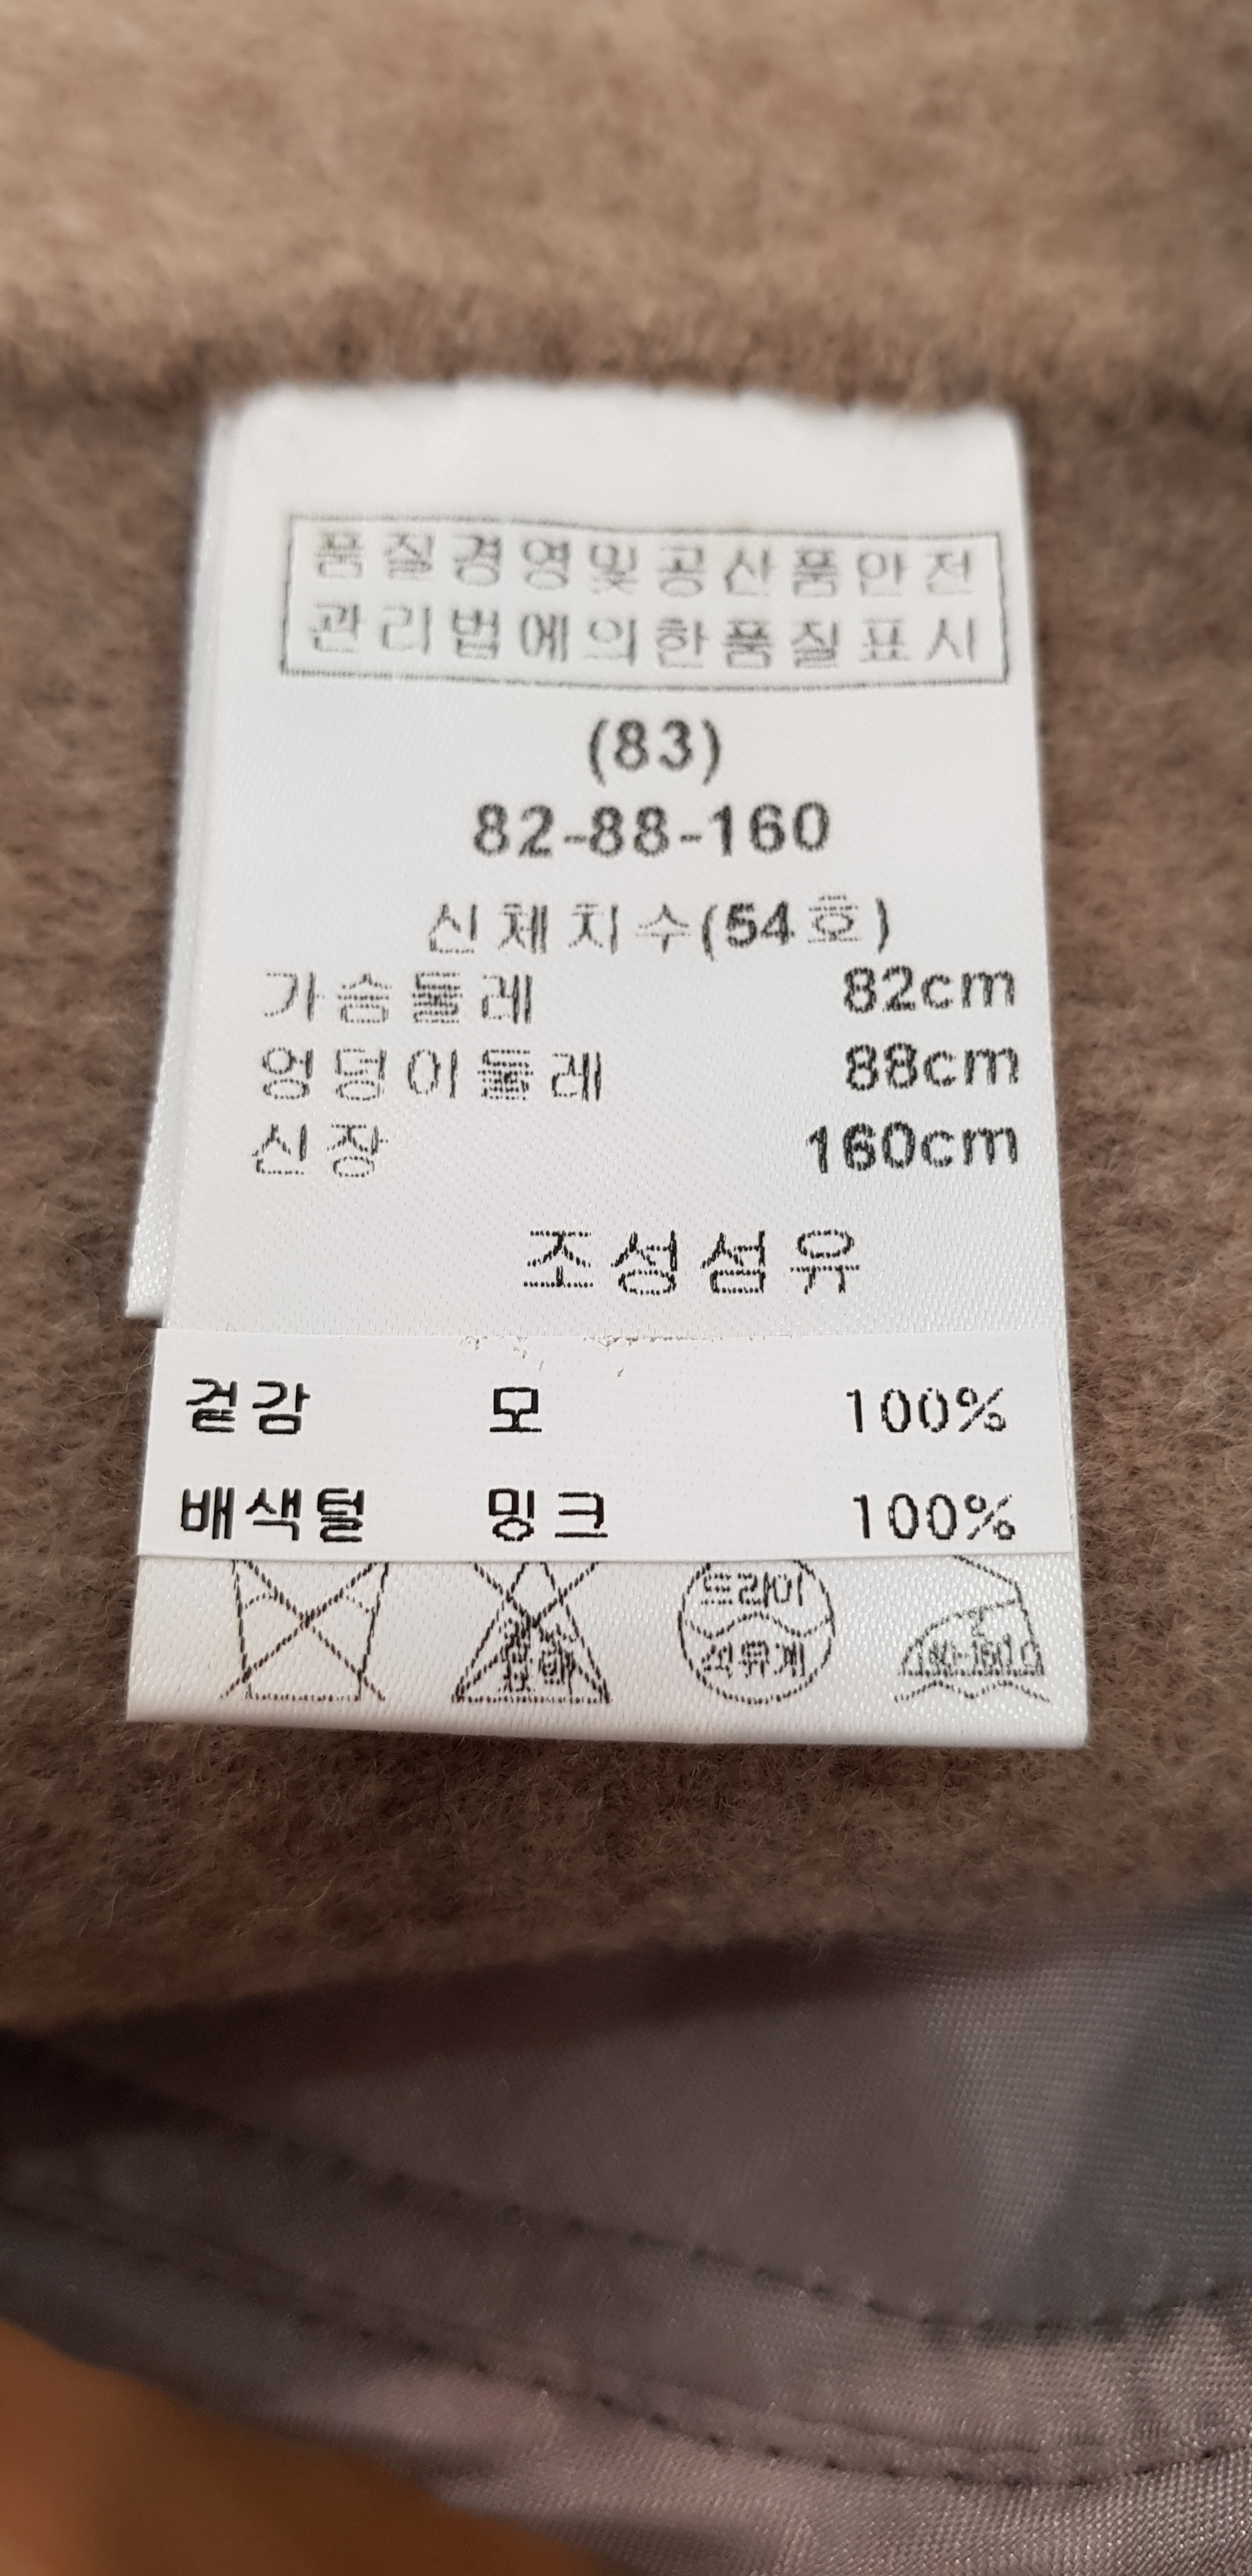 품질경영및공산품안전
관리법에의한품질표시
(83)
82-88-160
신체치수(54호)
가슴둘레 82cm
엉덩이둘레 88cm
신장 160cm
조성섬유
겉감 모 100%
배색털 밍크 100%
드라이
석유계